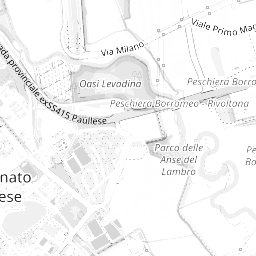 Viale Primo Mag
Via Milano
ada provinciale exSS415 Paullese
Oasi Levadina
Peschiera Borro
Peschiera Borromeo - Rivoltana
Parco delle
Anse del
Lambro
Pe
Bo
nato
ese